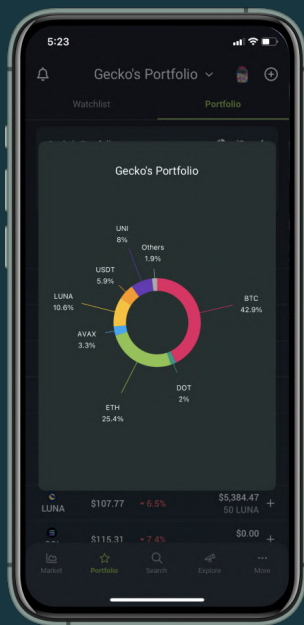 5:23
Gecko's Portfolio
Watchlist Portfolio
Gecko's Portfolio
UNI
8%
Others
1.9%
USDT
5.9%
LUNA
10.6%
BTC
42.9%
AVAX
3.3%
DOT
2%
ETH
25.4%
LUNA $107.77 6.5% $5,384.47
50 LUNA
$115.31 7.4% $0.00
Market Portfolio Search Explore More